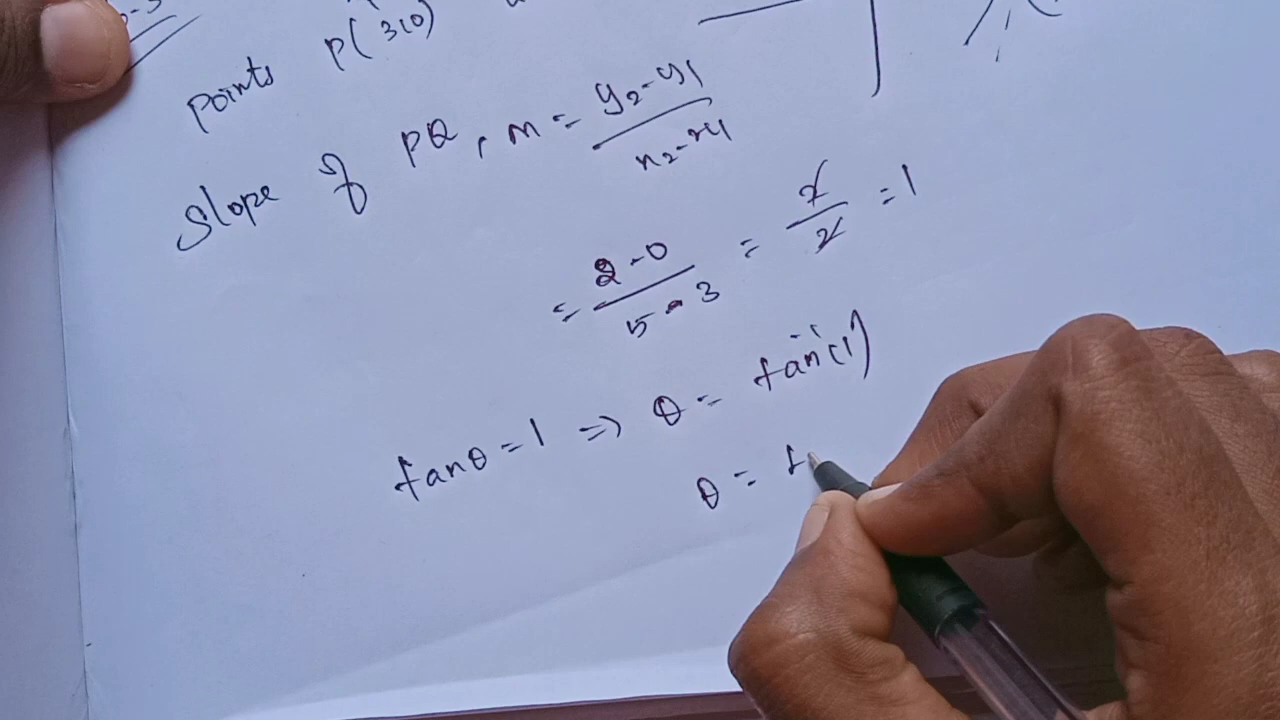 Points P(3,0)
Slope of PQ, m = y2-y1/x2-x1
= 2-0/5-3 = 2/2 = 1
tanθ = 1 => θ = tan⁻¹(1)
θ =